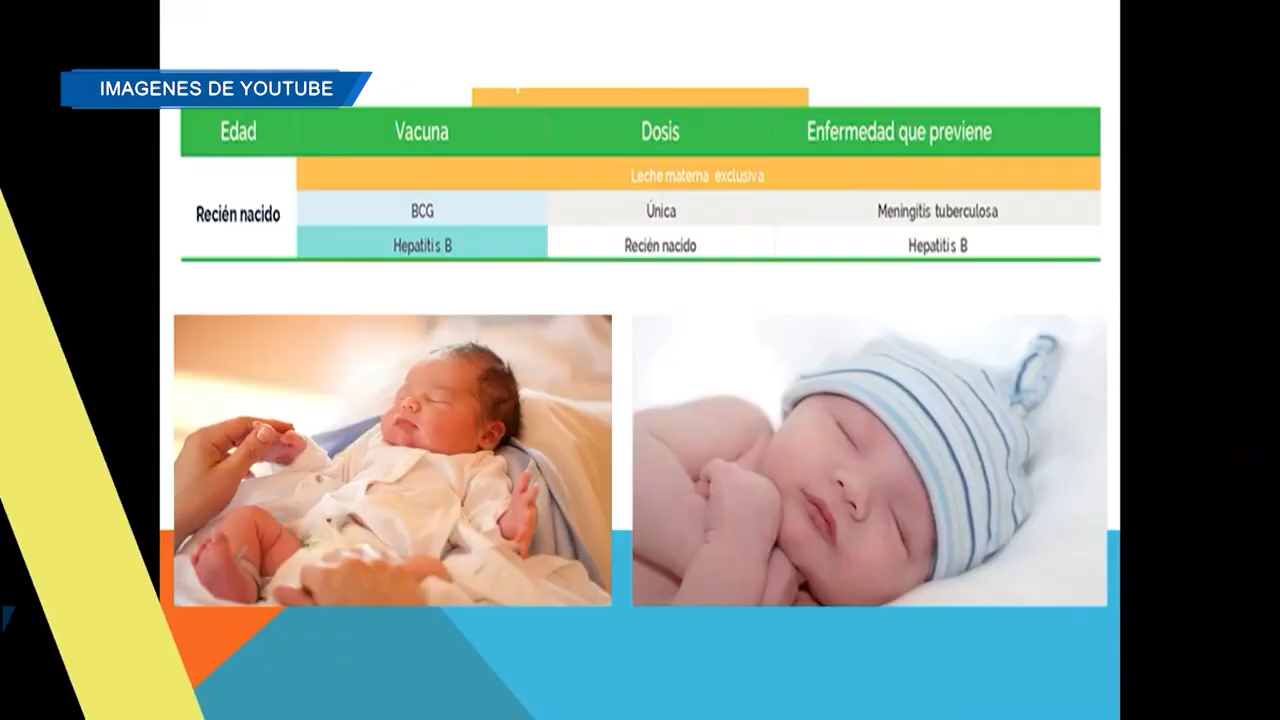 IMAGENES DE YOUTUBE
Edad Vacuna Dosis Enfermedad que previene
Leche materna exclusiva
Recién nacido BCG Única Meningitis tuberculosa
Hepatitis B Recién nacido Hepatitis B